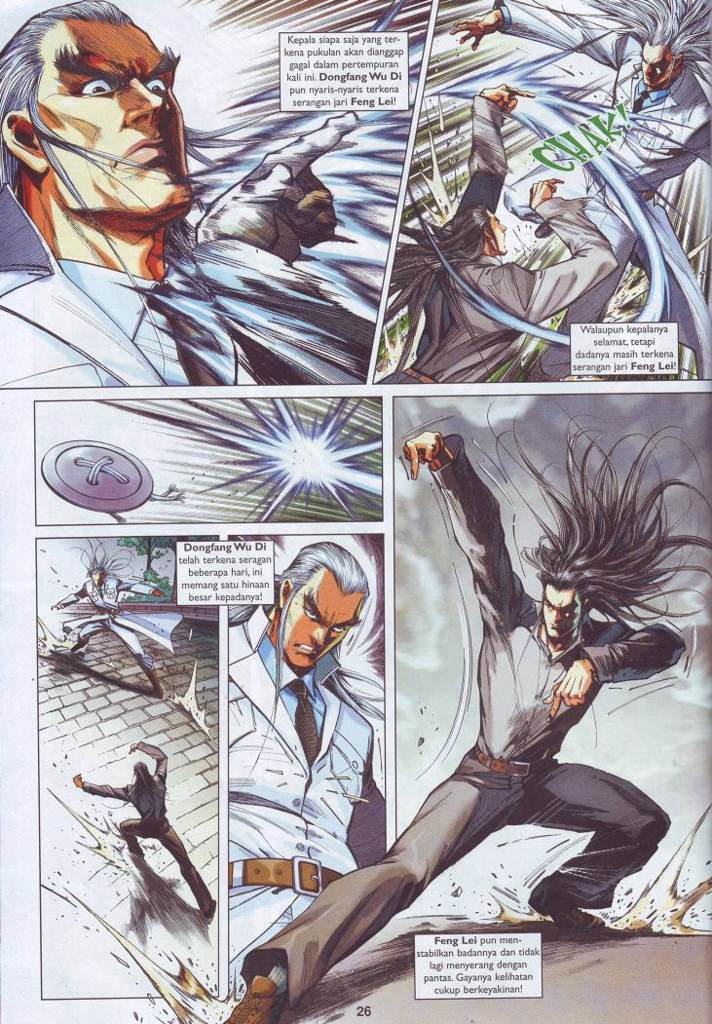 Kepala siapa saja yang ter-
kena pukulan akan dianggap
gagal dalam pertempuran
kali ini. Dongfang Wu Di
pun nyaris-nyaris terkena
serangan jari Feng Lei!
CHAK!
Walaupun kepalanya
selamat, tetapi
dadanya masih terkena
serangan jari Feng Lei!
Dongfang Wu Di
telah terkena seragan
beberapa hari, ini
memang satu hinaan
besar kepadanya!
Feng Lei pun men-
stabilkan badannya dan tidak
lagi menyerang dengan
pantas. Gayanya kelihatan
cukup berkeyakinan!
26